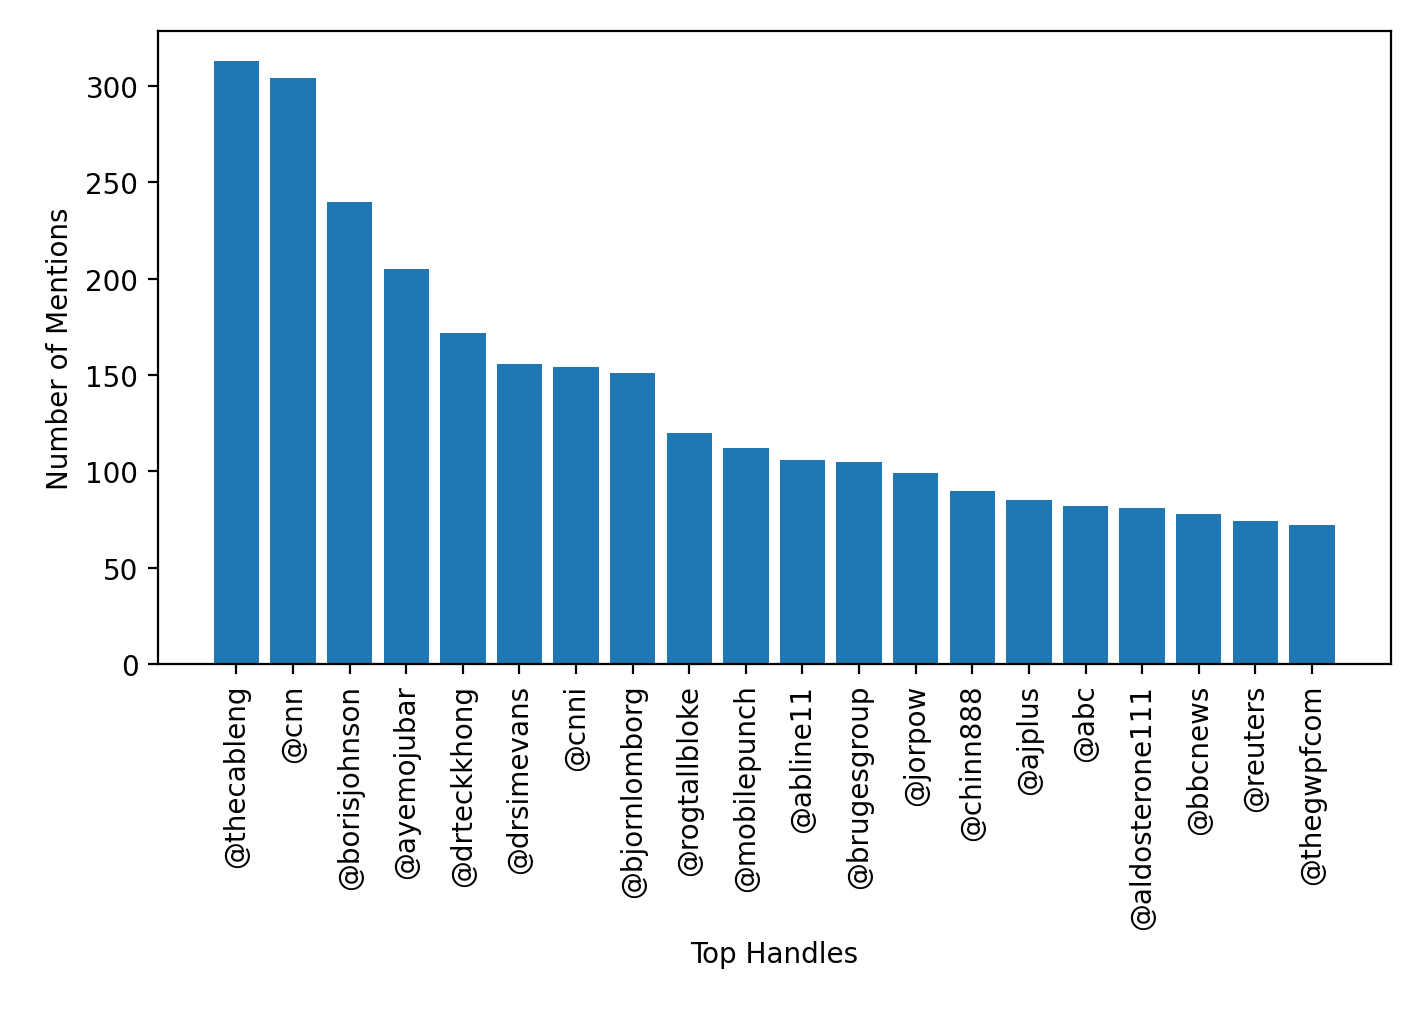 300
250
200
150
100
50
0
Number of Mentions
@thecableng
@cnn
@borisjohnson
@ayemojubar
@drteckkhong
@drsimevans
@cnni
@bjornlomborg
@rogtallbloke
@mobilepunch
@abline11
@brugesgroup
@jorpow
@chinn888
@ajplus
@abc
@aldosterone111
@bbcnews
@reuters
@thegwpfcom
Top Handles